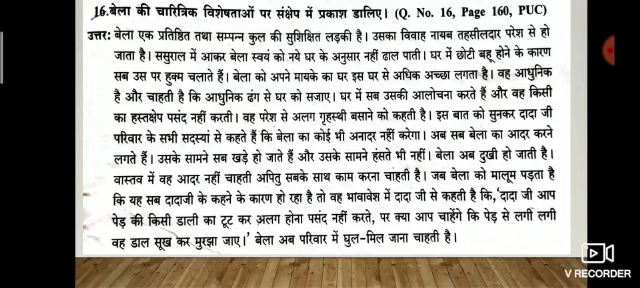 16.बेला की चारित्रिक विशेषताओं पर संक्षेप में प्रकाश डालिए। (Q. No. 16, Page 160, PUC)
उत्तर: बेला एक प्रतिष्ठित तथा सम्पन्न कुल की सुशिक्षित लड़की है। उसका विवाह नायब तहसीलदार परेश से हो
जाता है। ससुराल में आकर बेला स्वयं को नये घर के अनुसार नहीं ढाल पाती। घर में छोटी बहू होने के कारण
सब उस पर हुक्म चलाते हैं। बेला को अपने मायके का घर इस घर से अधिक अच्छा लगता है। वह आधुनिक
है और चाहती है कि आधुनिक ढंग से घर को सजाए। घर में सब उसकी आलोचना करते हैं और वह किसी
का हस्तक्षेप पसंद नहीं करती। वह परेश से अलग गृहस्थी बसाने को कहती है। इस बात को सुनकर दादा जी
परिवार के सभी सदस्यों से कहते हैं कि बेला का कोई भी अनादर नहीं करेगा। अब सब बेला का आदर करने
लगते हैं। उसके सामने सब खड़े हो जाते हैं और उसके सामने हंसते भी नहीं। बेला अब दुखी हो जाती है।
वास्तव में वह आदर नहीं चाहती अपितु सबके साथ काम करना चाहती है। जब बेला को मालूम पड़ता है
कि यह सब दादाजी के कहने के कारण हो रहा है तो वह भावावेश में दादा जी से कहती है कि,'दादा जी आप
पेड़ की किसी डाली का टूट कर अलग होना पसंद नहीं करते, पर क्या आप चाहेंगे कि पेड़ से लगी लगी
वह डाल सूख कर मुरझा जाए।' बेला अब परिवार में घुल-मिल जाना चाहती है।
V RECORDER